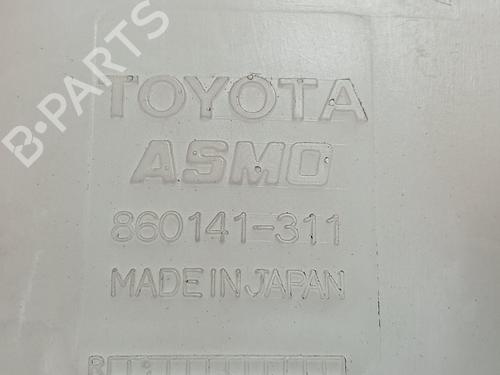 B-PARTS
TOYOTA
ASMO
860141-311
MADE IN JAPAN